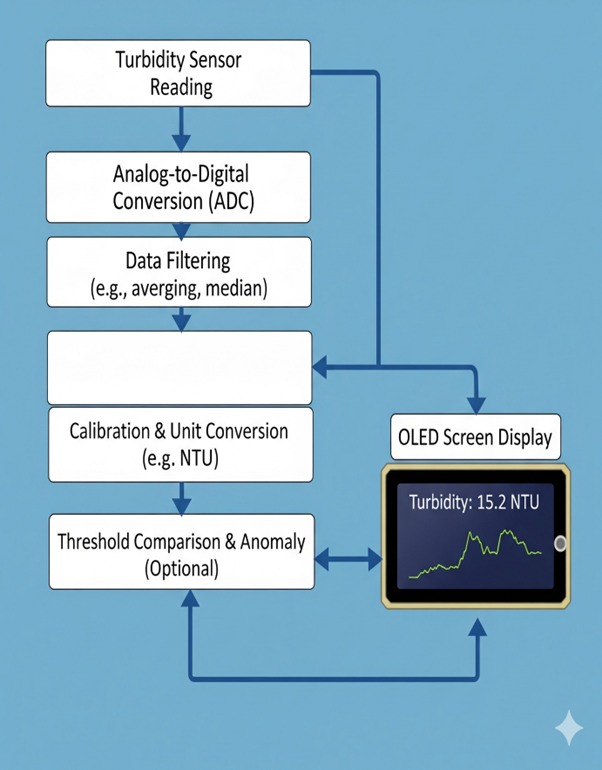 Turbidity Sensor
Reading
Analog-to-Digital
Conversion (ADC)
Data Filtering
(e.g., averging, median)
Calibration & Unit Conversion
(e.g. NTU)
OLED Screen Display
Turbidity: 15.2 NTU
Threshold Comparison & Anomaly
(Optional)